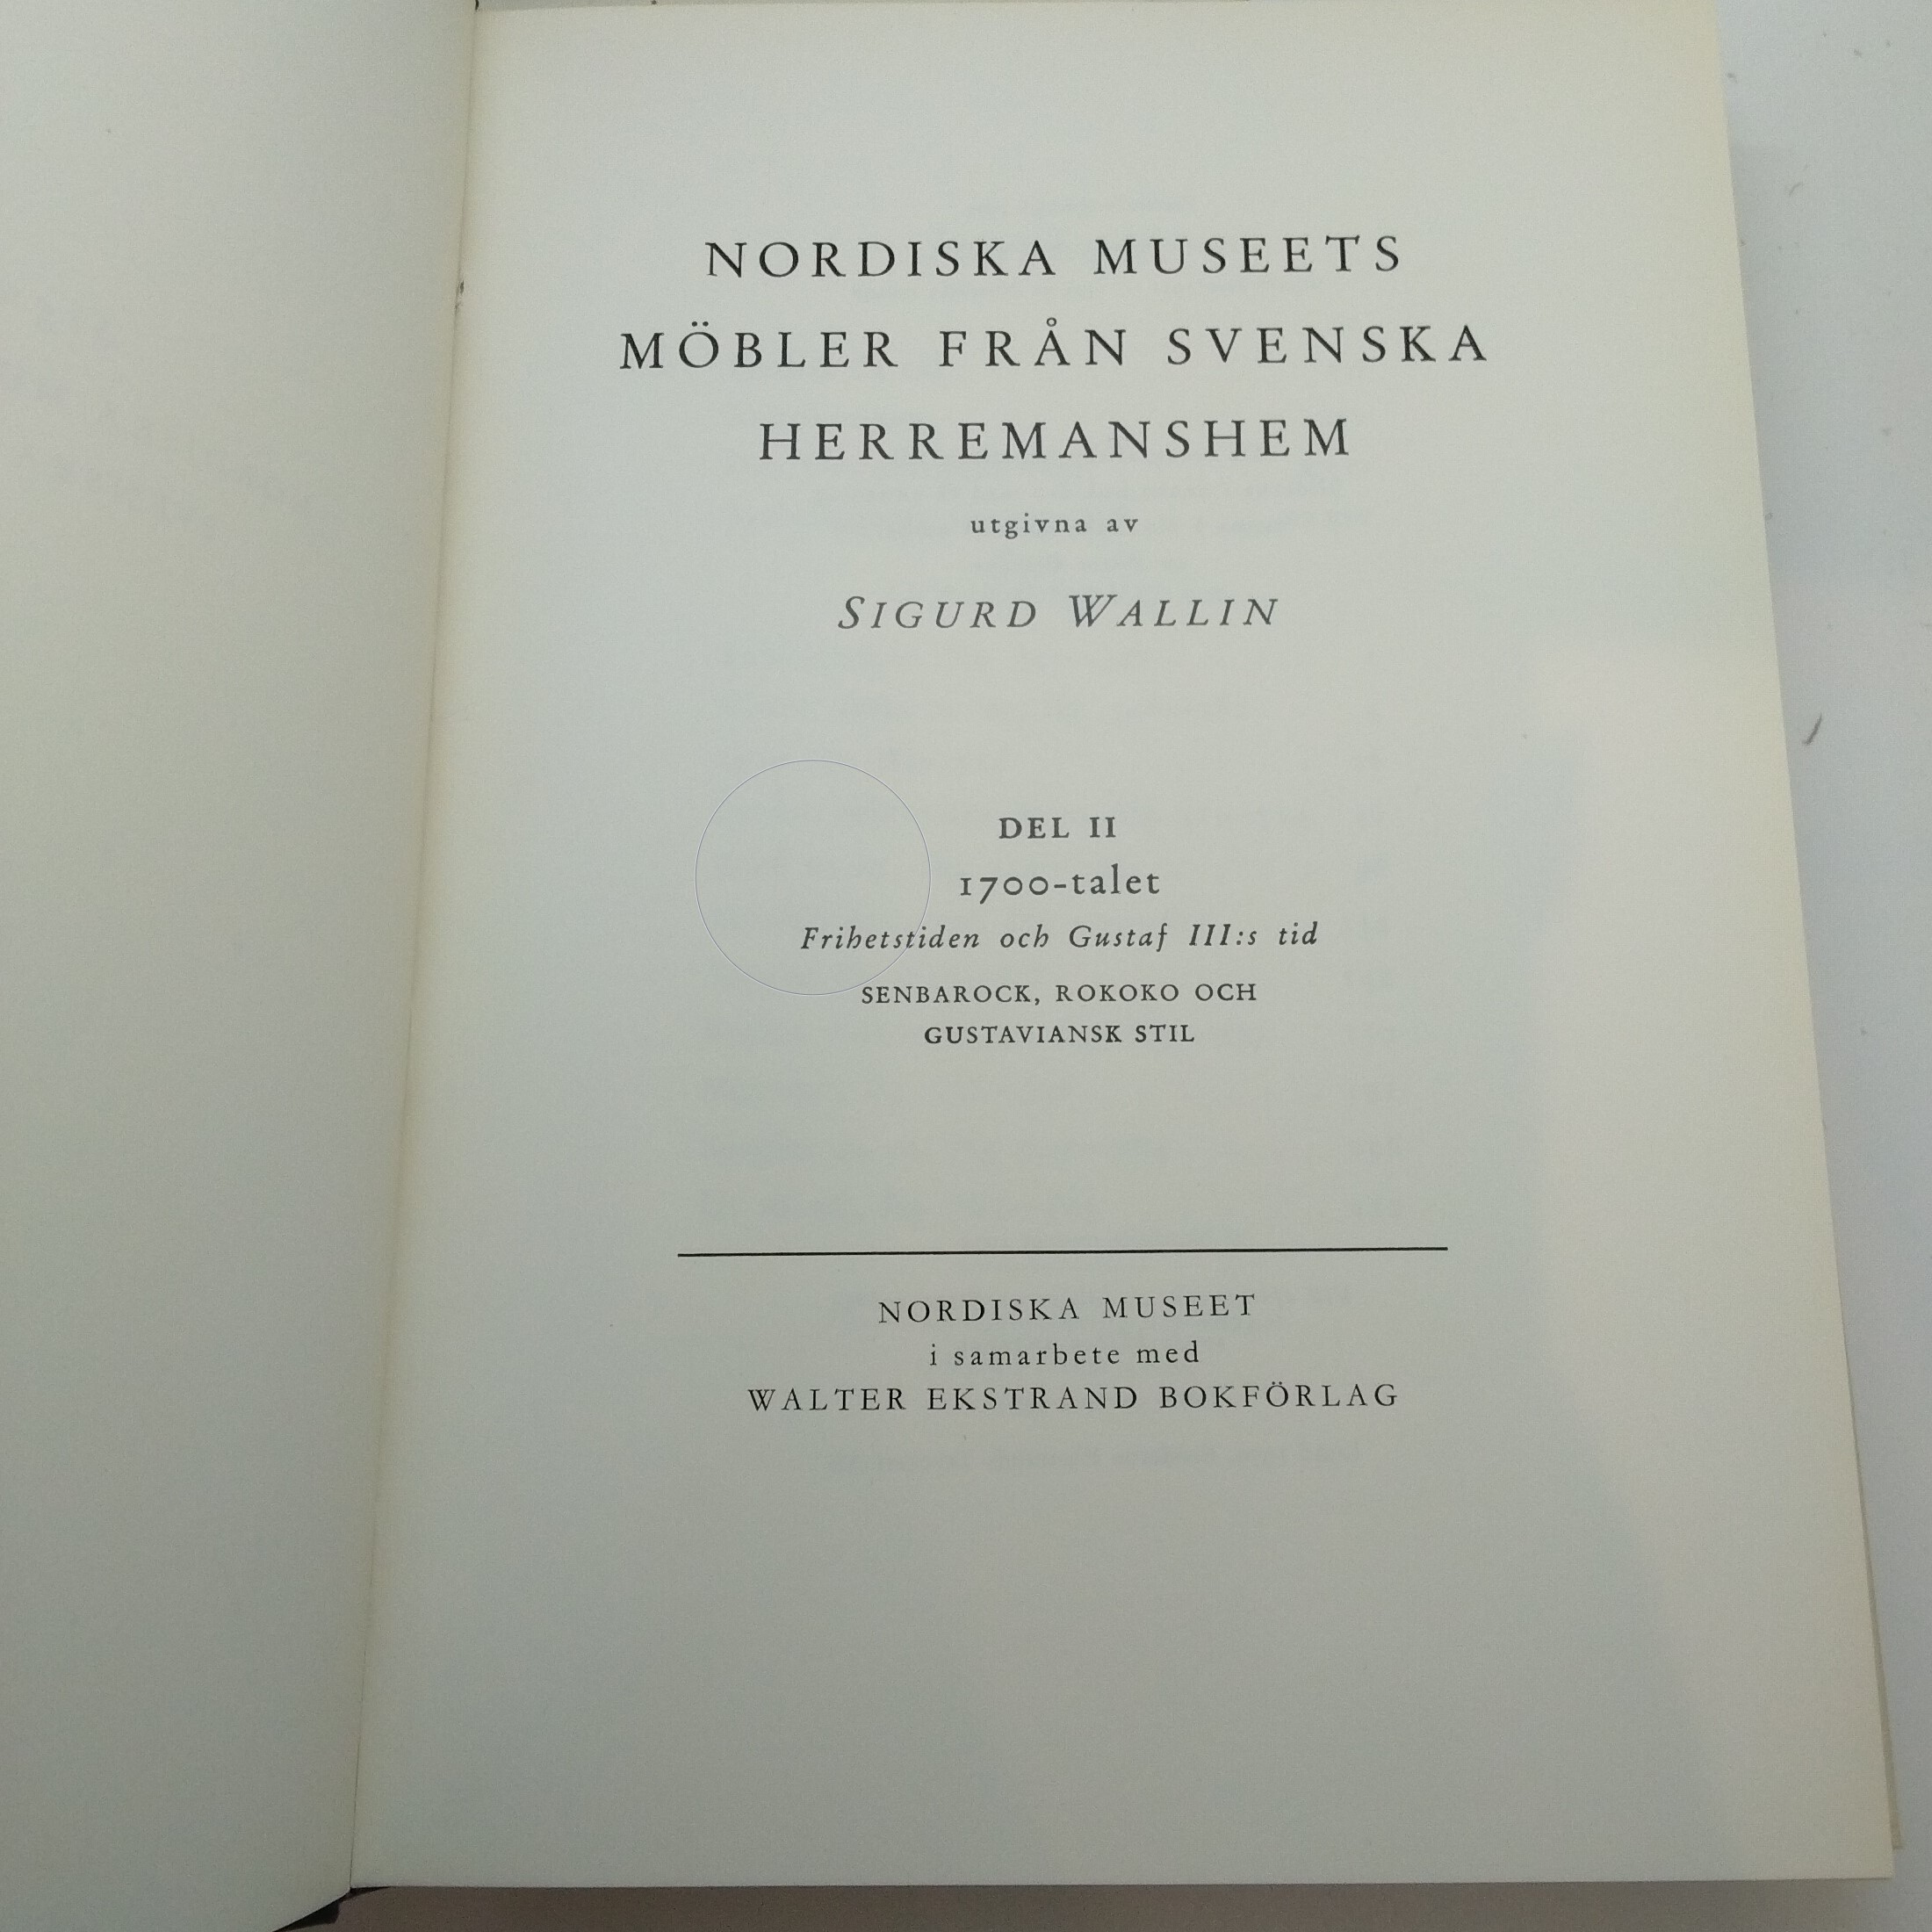 NORDISKA MUSEETS
MÖBLER FRÅN SVENSKA
HERREMANSHEM
utgivna av
SIGURD WALLIN
DEL II
1700-talet
Frihetstiden och Gustaf III:s tid
SENBAROCK, ROKOKO OCH
GUSTAVIANSK STIL
NORDISKA MUSEET
i samarbete med
WALTER EKSTRAND BOKFÖRLAG